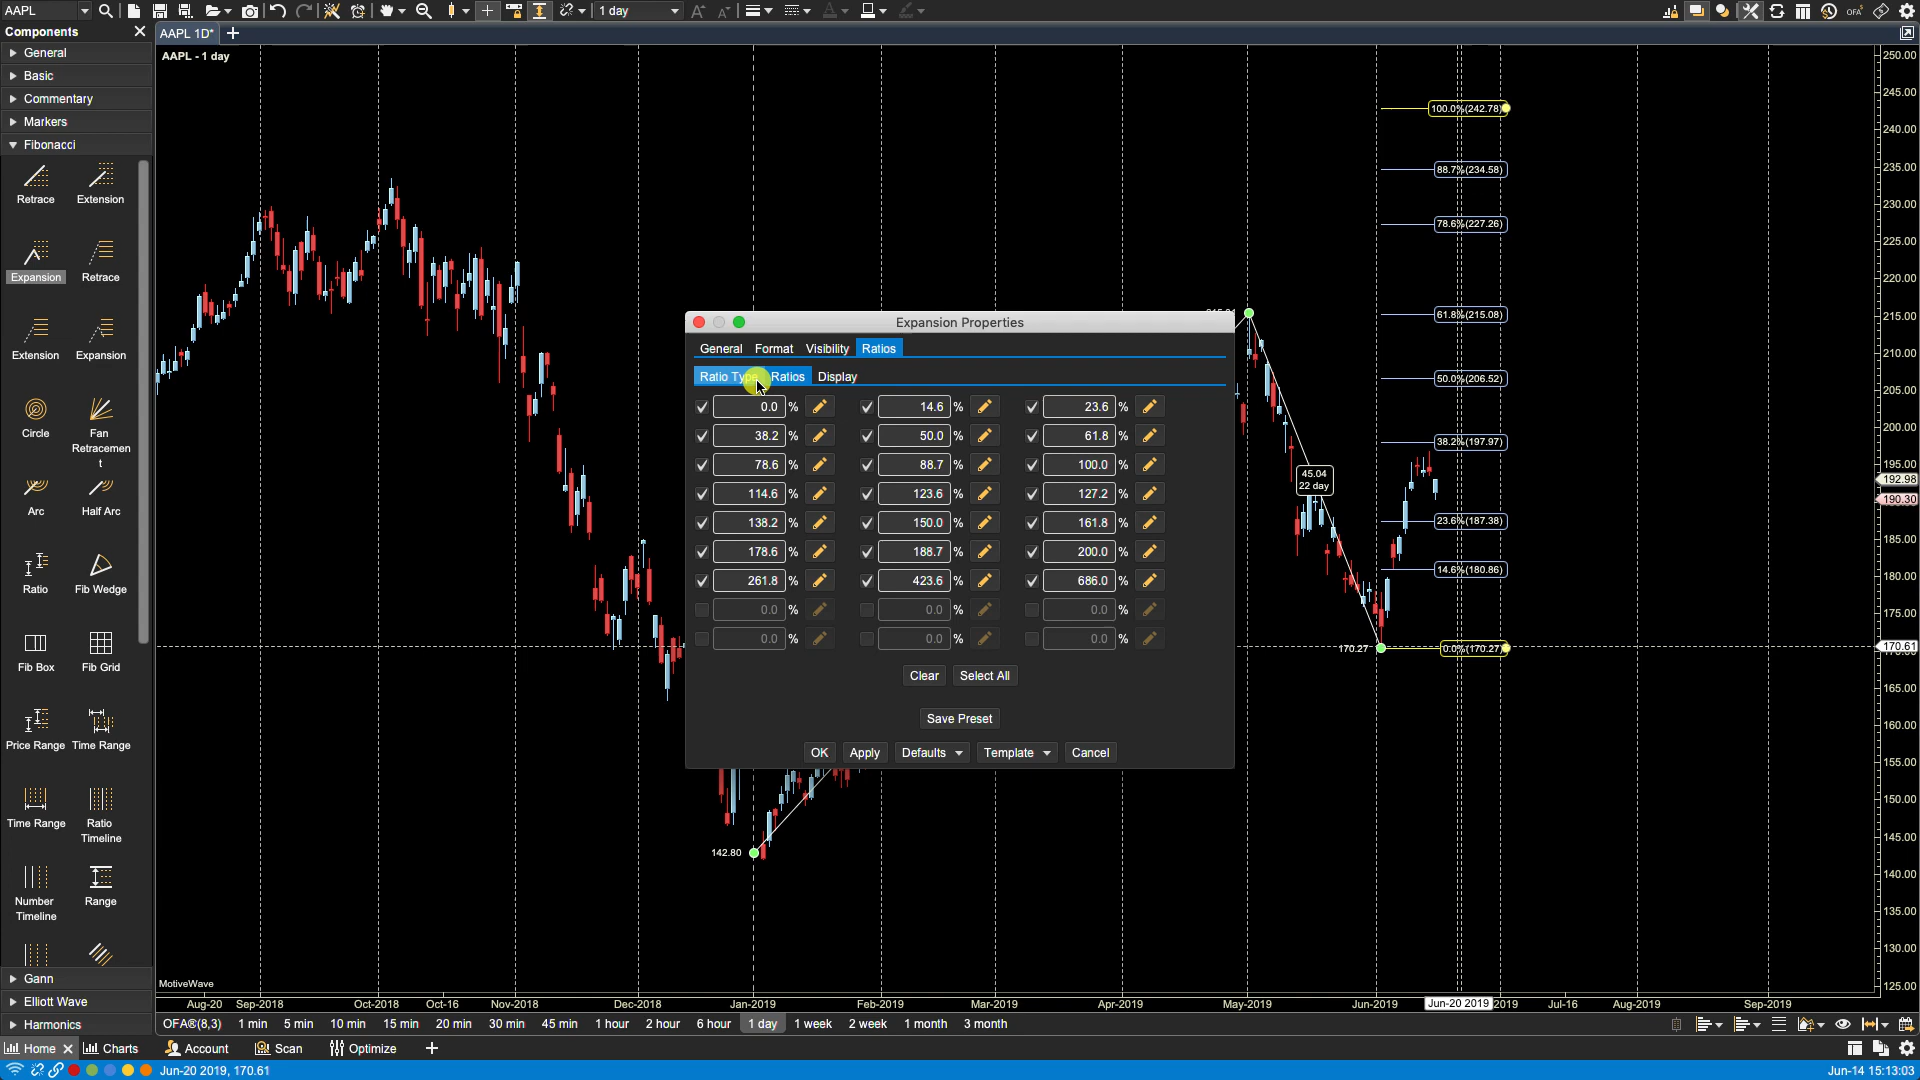 AAPL
1 day
Components
AAPL 1D*
General
AAPL - 1 day
Basic
Commentary
Markers
Fibonacci
Retrace
Extension
Expansion
Retrace
Extension
Expansion
Circle
Fan
Retracemen
t
Arc
Half Arc
Ratio
Fib Wedge
Fib Box
Fib Grid
Price Range
Time Range
Time Range
Ratio
Timeline
Number
Timeline
Range
Gann
Elliott Wave
Harmonics
Expansion Properties
General Format Visibility Ratios
Ratio Type Ratios Display
0.0 % 14.6 % 23.6 %
38.2 % 50.0 % 61.8 %
78.6 % 88.7 % 100.0 %
114.6 % 123.6 % 127.2 %
138.2 % 150.0 % 161.8 %
178.6 % 188.7 % 200.0 %
261.8 % 423.6 % 686.0 %
0.0 % 0.0 % 0.0 %
0.0 % 0.0 % 0.0 %
Clear Select All
Save Preset
OK Apply Defaults Template Cancel
45.04
22 day
170.27
142.80
100.0%(242.78)
88.7%(234.58)
78.6%(227.26)
61.8%(215.08)
50.0%(206.52)
38.2%(197.97)
23.6%(187.38)
14.6%(180.86)
0.0%(170.27)
250.00
245.00
240.00
235.00
230.00
225.00
220.00
215.00
210.00
205.00
200.00
195.00
192.98
190.30
185.00
180.00
175.00
170.61
165.00
160.00
155.00
150.00
145.00
140.00
135.00
130.00
125.00
MotiveWave
Aug-20 Sep-2018 Oct-2018 Oct-16 Nov-2018 Dec-2018 Jan-2019 Feb-2019 Mar-2019 Apr-2019 May-2019 Jun-2019 Jun-20 2019 2019 Jul-16 Aug-2019 Sep-2019
OFA®(8,3) 1 min 5 min 10 min 15 min 20 min 30 min 45 min 1 hour 2 hour 6 hour 1 day 1 week 2 week 1 month 3 month
Home Charts Account Scan Optimize
Jun-20 2019, 170.61
Jun-14 15:13:03